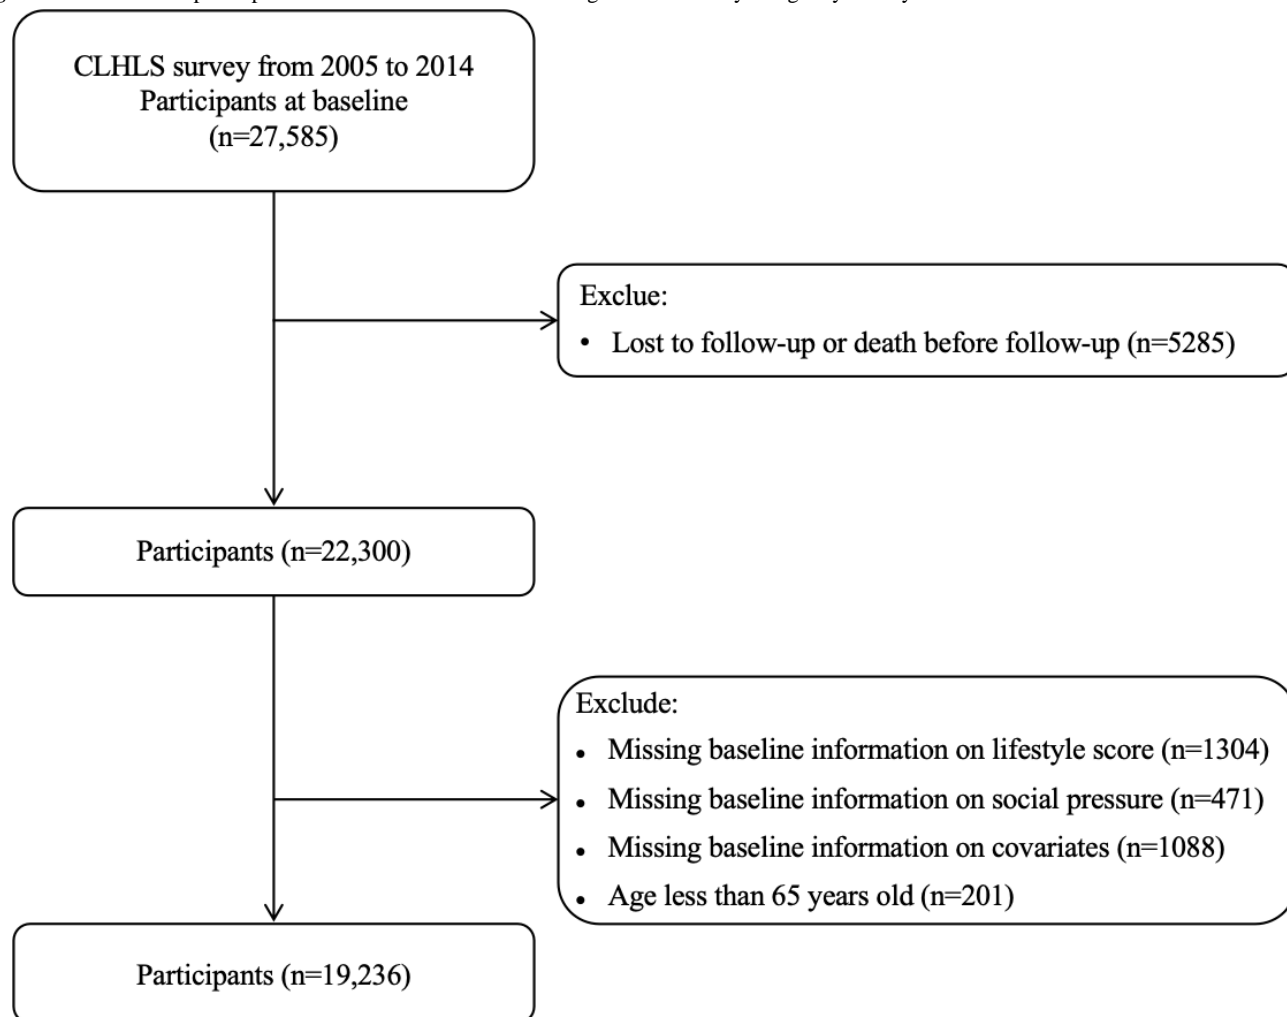 CLHLS survey from 2005 to 2014
Participants at baseline
(n=27,585)
Exclue:
• Lost to follow-up or death before follow-up (n=5285)
Participants (n=22,300)
Exclude:
• Missing baseline information on lifestyle score (n=1304)
• Missing baseline information on social pressure (n=471)
• Missing baseline information on covariates (n=1088)
• Age less than 65 years old (n=201)
Participants (n=19,236)